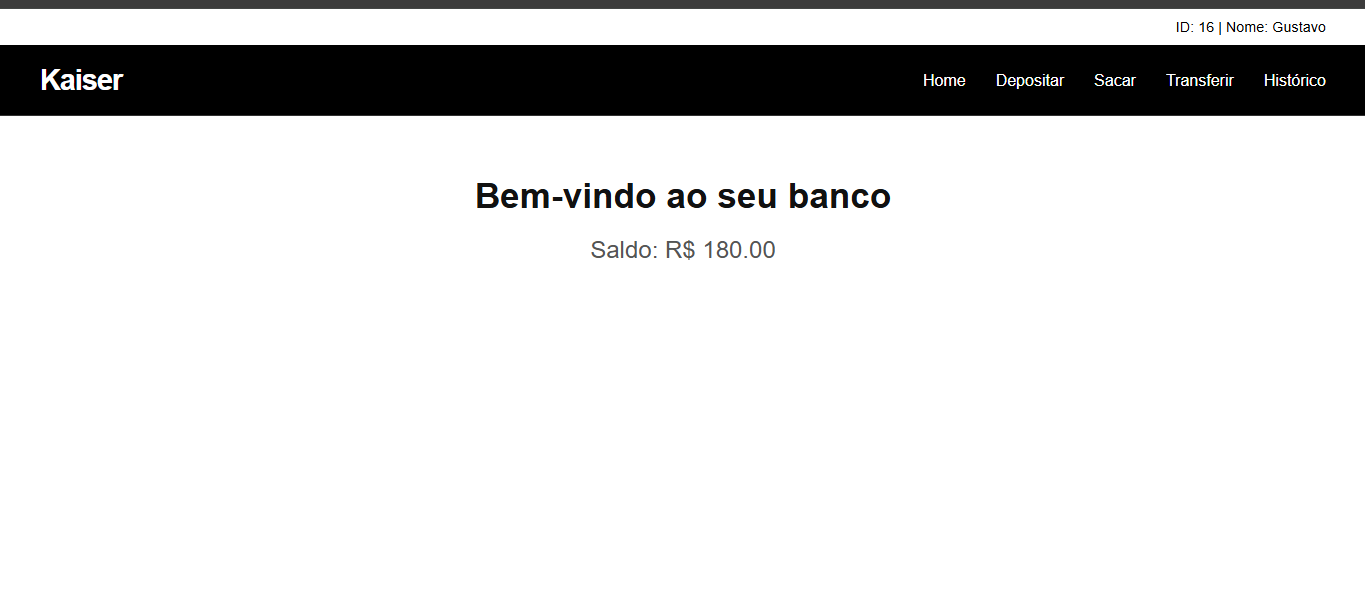 ID: 16 | Nome: Gustavo
Kaiser
Home Depositar Sacar Transferir Histórico
Bem-vindo ao seu banco
Saldo: R$ 180.00